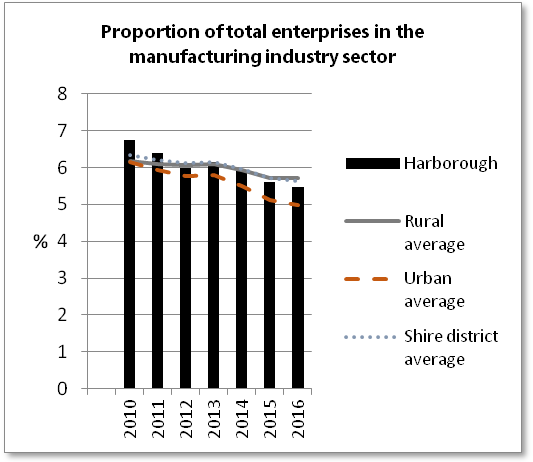 Proportion of total enterprises in the
manufacturing industry sector
8
7
6
5
% 4
3
2
1
0
2010 2011 2012 2013 2014 2015 2016
Harborough
Rural
average
Urban
average
Shire district
average